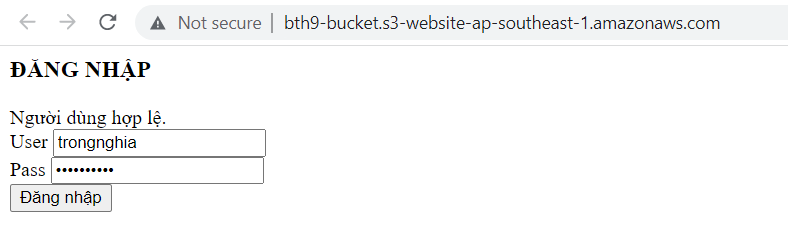 Not secure | bth9-bucket.s3-website-ap-southeast-1.amazonaws.com
ĐĂNG NHẬP
Người dùng hợp lệ.
User trongnghia
Pass ••••••••••
Đăng nhập